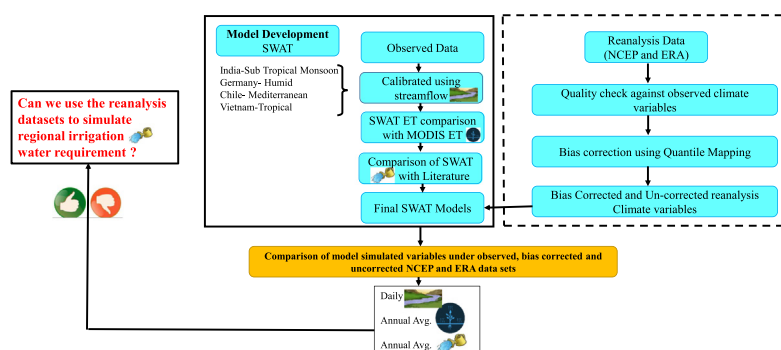 Model Development
SWAT
India-Sub Tropical Monsoon
Germany- Humid
Chile- Mediterranean
Vietnam-Tropical
Observed Data
Calibrated using
streamflow
SWAT ET comparison
with MODIS ET
Comparison of SWAT
with Literature
Final SWAT Models
Reanalysis Data
(NCEP and ERA)
Quality check against observed climate
variables
Bias correction using Quantile Mapping
Bias Corrected and Un-corrected reanalysis
Climate variables
Comparison of model simulated variables under observed, bias corrected and
uncorrected NCEP and ERA data sets
Daily
Annual Avg.
Annual Avg.
Can we use the reanalysis
datasets to simulate
regional irrigation
water requirement ?